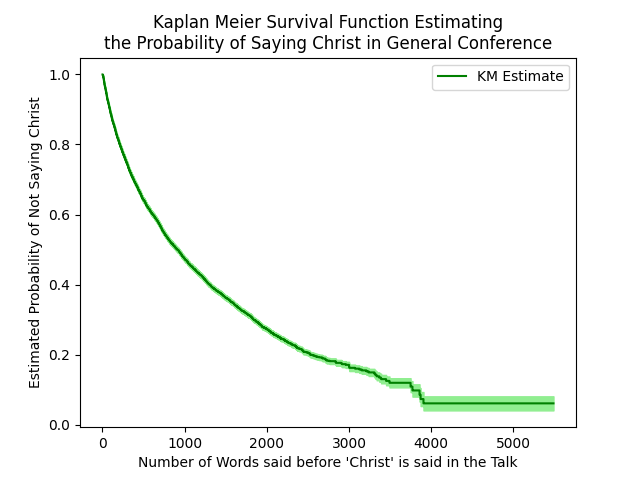 Kaplan Meier Survival Function Estimating
the Probability of Saying Christ in General Conference
KM Estimate
Estimated Probability of Not Saying Christ
1.0
0.8
0.6
0.4
0.2
0.0
0 1000 2000 3000 4000 5000
Number of Words said before 'Christ' is said in the Talk